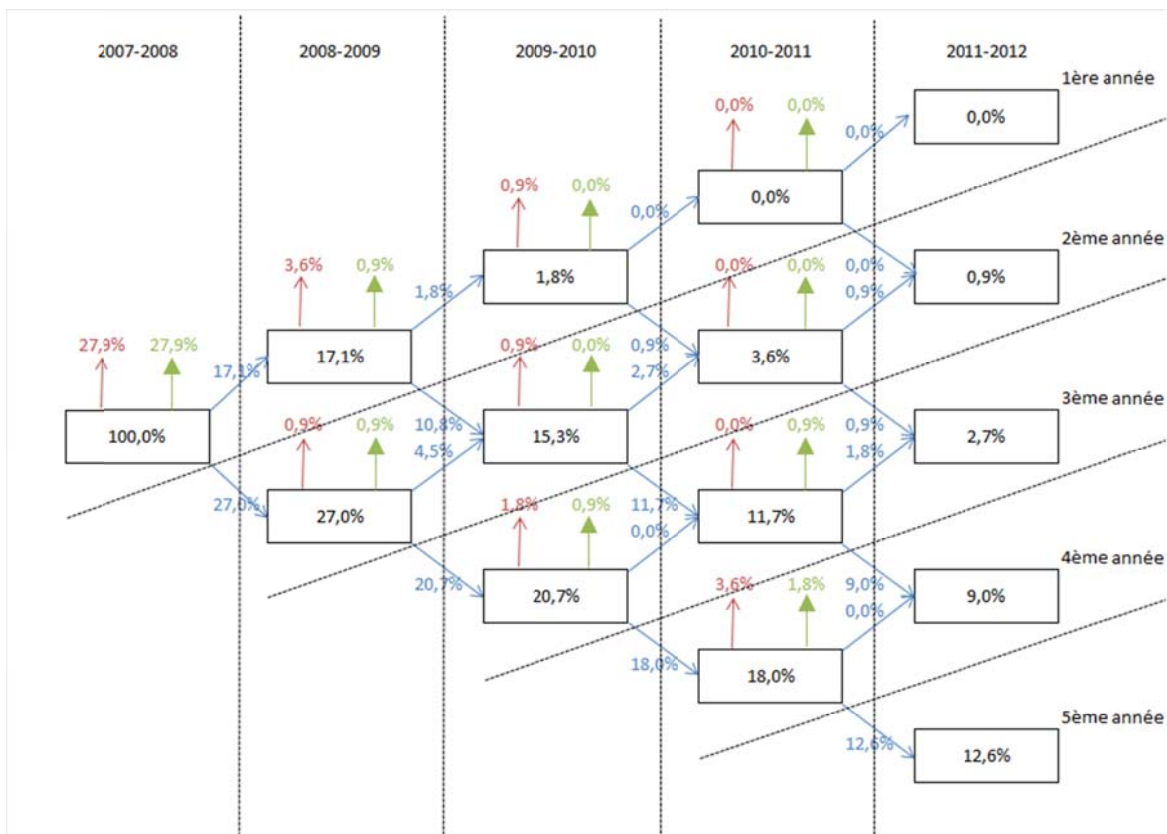 2007-2008 2008-2009 2009-2010 2010-2011 2011-2012
1ère année
0,0% 0,0% 0,0% 0,0%
0,9% 0,0% 0,0% 0,0%
2ème année
3,6% 0,9% 1,8% 1,8% 0,0% 0,0% 0,0% 0,9% 0,9%
27,9% 27,9% 17,1% 17,1% 0,9% 0,0% 0,9% 2,7% 3,6%
3ème année
100,0% 0,9% 0,9% 10,8% 4,5% 15,3% 0,0% 0,9% 0,9% 1,8% 2,7%
27,0% 27,0% 1,8% 0,9% 11,7% 0,0% 11,7%
4ème année
20,7% 20,7% 3,6% 1,8% 9,0% 0,0% 9,0%
18,0% 18,0%
5ème année
12,6% 12,6%